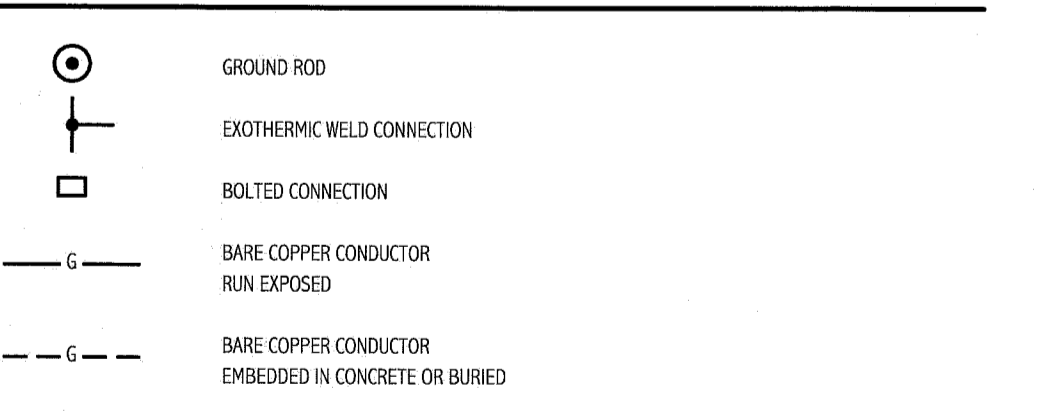 GROUND ROD
EXOTHERMIC WELD CONNECTION
BOLTED CONNECTION
G
BARE COPPER CONDUCTOR
RUN EXPOSED
G
BARE COPPER CONDUCTOR
EMBEDDED IN CONCRETE OR BURIED